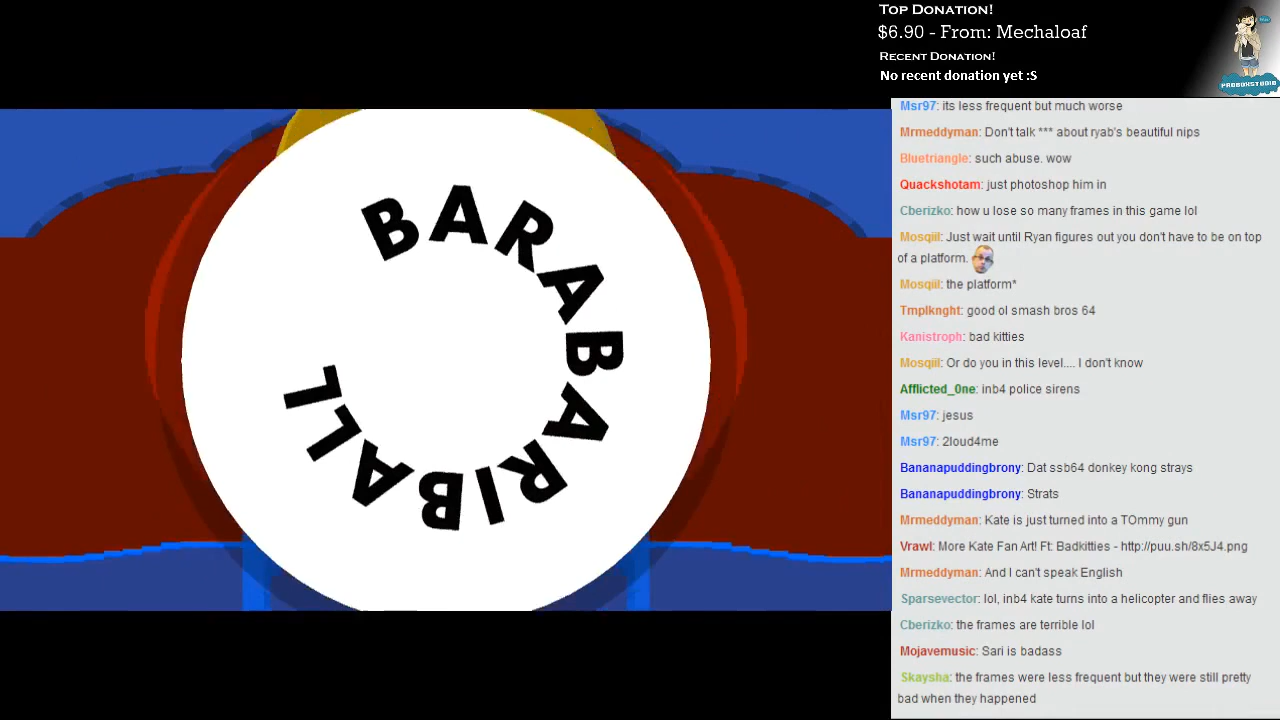 Top Donation!
$6.90 - From: Mechaloaf
Recent Donation!
No recent donation yet :S
BARABARIBALL
Msr97: its less frequent but much worse
Mrmeddyman: Don't talk *** about ryab's beautiful nips
Bluetriangle: such abuse. wow
Quackshotam: just photoshop him in
Cberizko: how u lose so many frames in this game lol
Mosqiil: Just wait until Ryan figures out you don't have to be on top
of a platform.
Mosqiil: the platform*
Tmplknght: good ol smash bros 64
Kanistroph: bad kitties
Mosqiil: Or do you in this level.... I don't know
Afflicted_0ne: inb4 police sirens
Msr97: jesus
Msr97: 2loud4me
Bananapuddingbrony: Dat ssb64 donkey kong strays
Bananapuddingbrony: Strats
Mrmeddyman: Kate is just turned into a TOmmy gun
Vrawl: More Kate Fan Art! Ft: Badkitties - http://puu.sh/8x5J4.png
Mrmeddyman: And I can't speak English
Sparsevector: lol, inb4 kate turns into a helicopter and flies away
Cberizko: the frames are terrible lol
Mojavemusic: Sari is badass
Skaysha: the frames were less frequent but they were still pretty
bad when they happened